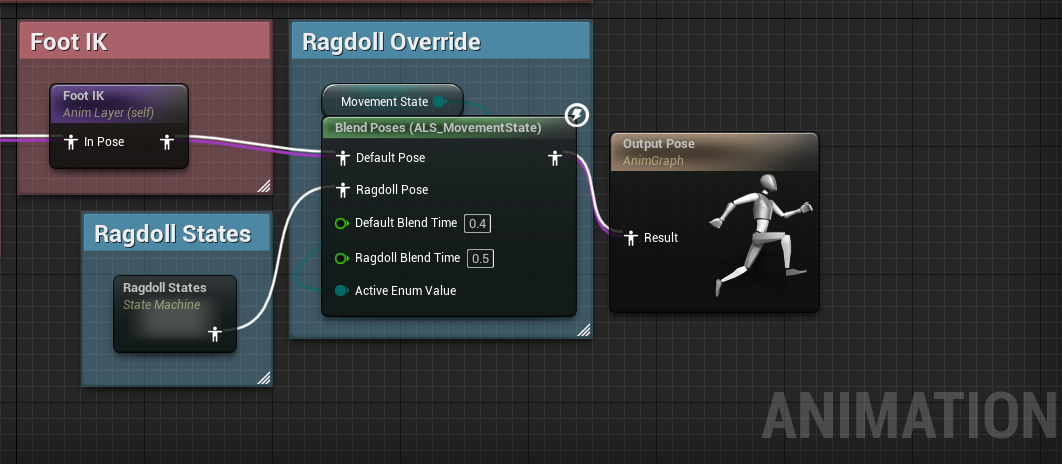 Foot IK
Foot IK
Anim Layer (self)
In Pose
Ragdoll States
Ragdoll States
State Machine
Ragdoll Override
Movement State
Blend Poses (ALS_MovementState)
Default Pose
Ragdoll Pose
Default Blend Time 0.4
Ragdoll Blend Time 0.5
Active Enum Value
Output Pose
AnimGraph
Result
ANIMATION